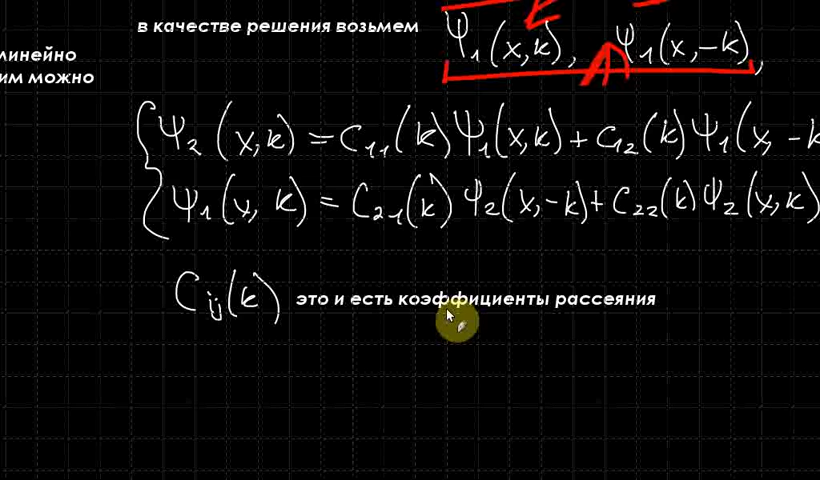 в качестве решения возьмем
Ψ₁(x,k), Ψ₁(x,-k),
линейно
им можно
Ψ₂(x,k) = C₁₁(k)Ψ₁(x,k) + C₁₂(k)Ψ₁(x,-k
Ψ₁(x,k) = C₂₁(k)Ψ₂(x,-k) + C₂₂(k)Ψ₂(x,k)
Cᵢⱼ(k) это и есть коэффициенты рассеяния